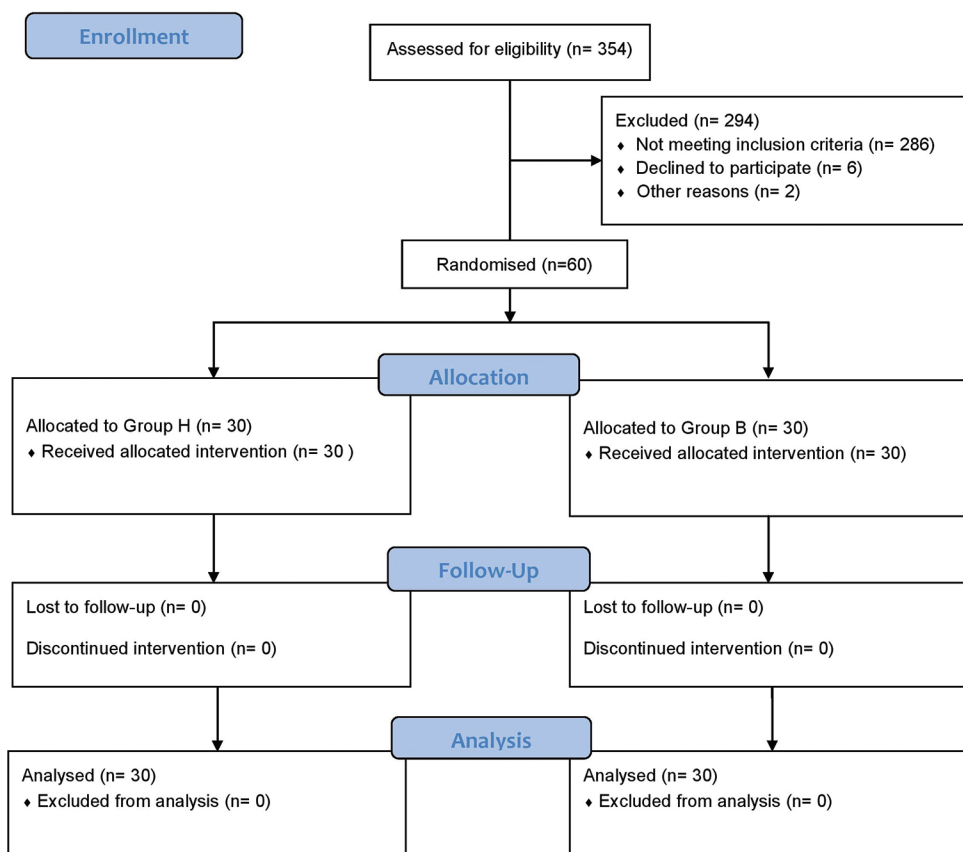 Enrollment
Assessed for eligibility (n= 354)
Excluded (n= 294)
♦ Not meeting inclusion criteria (n= 286)
♦ Declined to participate (n= 6)
♦ Other reasons (n= 2)
Randomised (n=60)
Allocation
Allocated to Group H (n= 30)
♦ Received allocated intervention (n= 30 )
Allocated to Group B (n= 30)
♦ Received allocated intervention (n= 30)
Follow-Up
Lost to follow-up (n= 0)
Discontinued intervention (n= 0)
Lost to follow-up (n= 0)
Discontinued intervention (n= 0)
Analysis
Analysed (n= 30)
♦ Excluded from analysis (n= 0)
Analysed (n= 30)
♦ Excluded from analysis (n= 0)